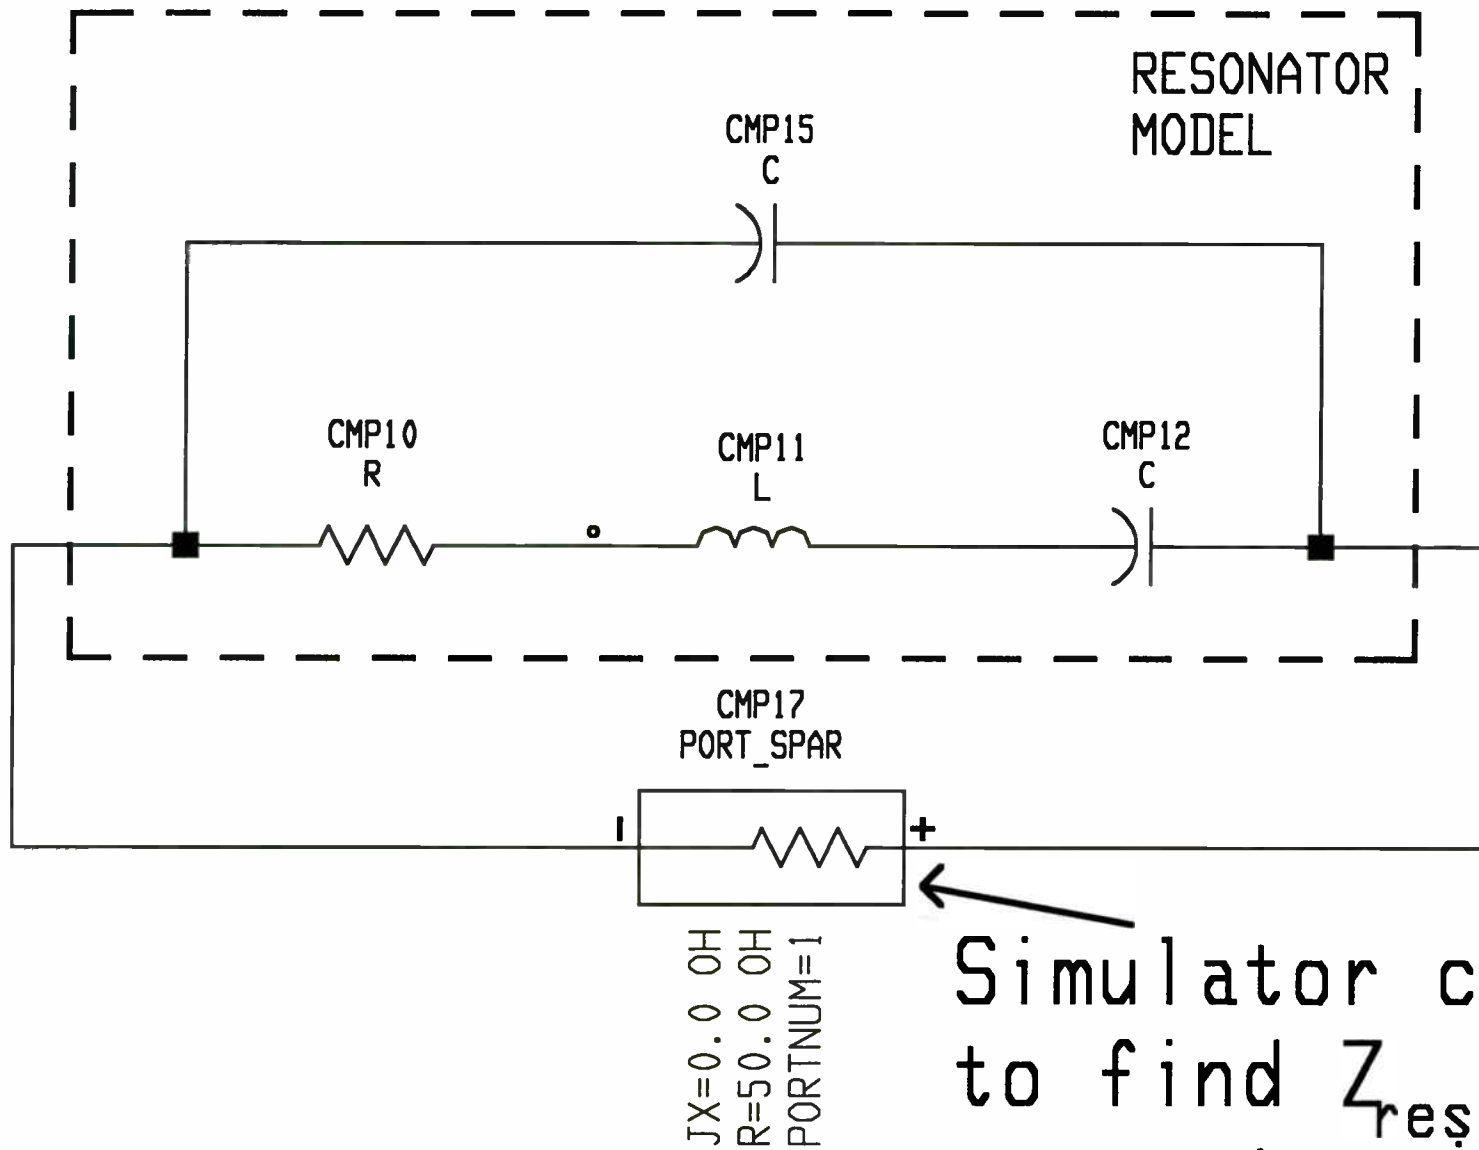 RESONATOR
MODEL
CMP15
C
CMP10
R
CMP11
L
CMP12
C
CMP17
PORT_SPAR
- +
JX=0.0 OH
R=50.0 OH
PORTNUM=1
Simulator c
to find Zres